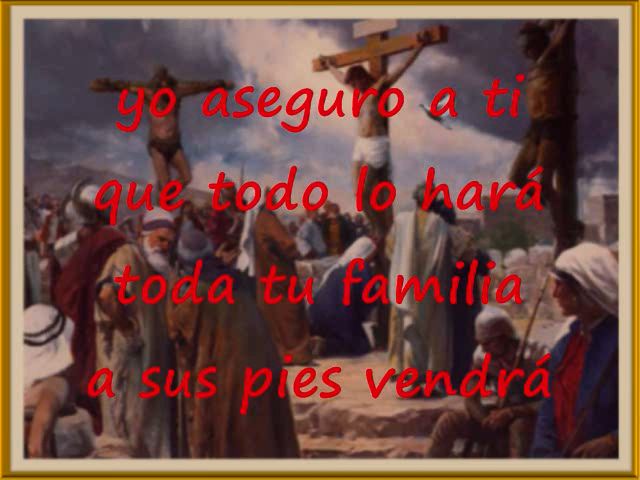 yo aseguro a ti
que todo lo hará
toda tu familia
a sus pies vendrá